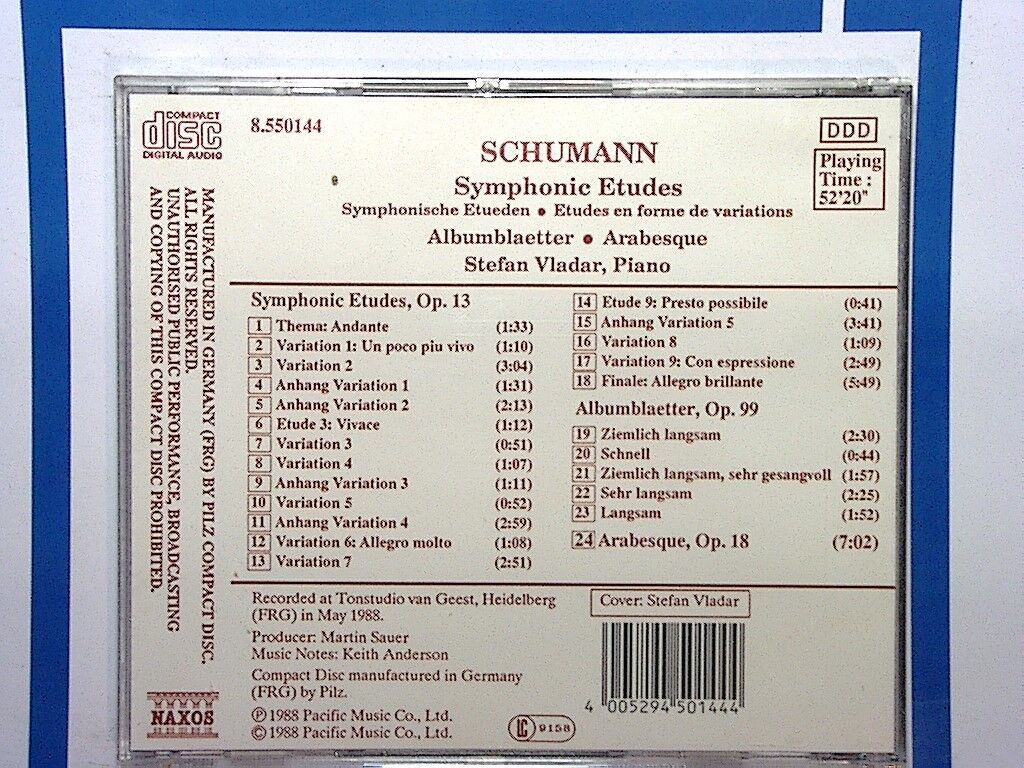 COMPACT
disc
DIGITAL AUDIO
8.550144
DDD
Playing
Time :
52'20"
SCHUMANN
Symphonic Etudes
Symphonische Etueden • Etudes en forme de variations
Albumblaetter • Arabesque
Stefan Vladar, Piano
MANUFACTURED IN GERMANY (FRG) BY PILZ COMPACT DISC.
ALL RIGHTS RESERVED.
UNAUTHORISED PUBLIC PERFORMANCE, BROADCASTING
AND COPYING OF THIS COMPACT DISC PROHIBITED.
Symphonic Etudes, Op. 13
1 Thema: Andante (1:33)
2 Variation 1: Un poco piu vivo (1:10)
3 Variation 2 (3:04)
4 Anhang Variation 1 (1:31)
5 Anhang Variation 2 (2:13)
6 Etude 3: Vivace (1:12)
7 Variation 3 (0:51)
8 Variation 4 (1:07)
9 Anhang Variation 3 (1:11)
10 Variation 5 (0:52)
11 Anhang Variation 4 (2:59)
12 Variation 6: Allegro molto (1:08)
13 Variation 7 (2:51)
14 Etude 9: Presto possibile (0:41)
15 Anhang Variation 5 (3:41)
16 Variation 8 (1:09)
17 Variation 9: Con espressione (2:49)
18 Finale: Allegro brillante (5:49)
Albumblaetter, Op. 99
19 Ziemlich langsam (2:30)
20 Schnell (0:44)
21 Ziemlich langsam, sehr gesangvoll (1:57)
22 Sehr langsam (2:25)
23 Langsam (1:52)
24 Arabesque, Op. 18 (7:02)
Recorded at Tonstudio van Geest, Heidelberg
(FRG) in May 1988.
Producer: Martin Sauer
Music Notes: Keith Anderson
Compact Disc manufactured in Germany
(FRG) by Pilz.
℗ 1988 Pacific Music Co., Ltd.
© 1988 Pacific Music Co., Ltd.
Cover: Stefan Vladar
4 005294 501444
LC 9158
NAXOS